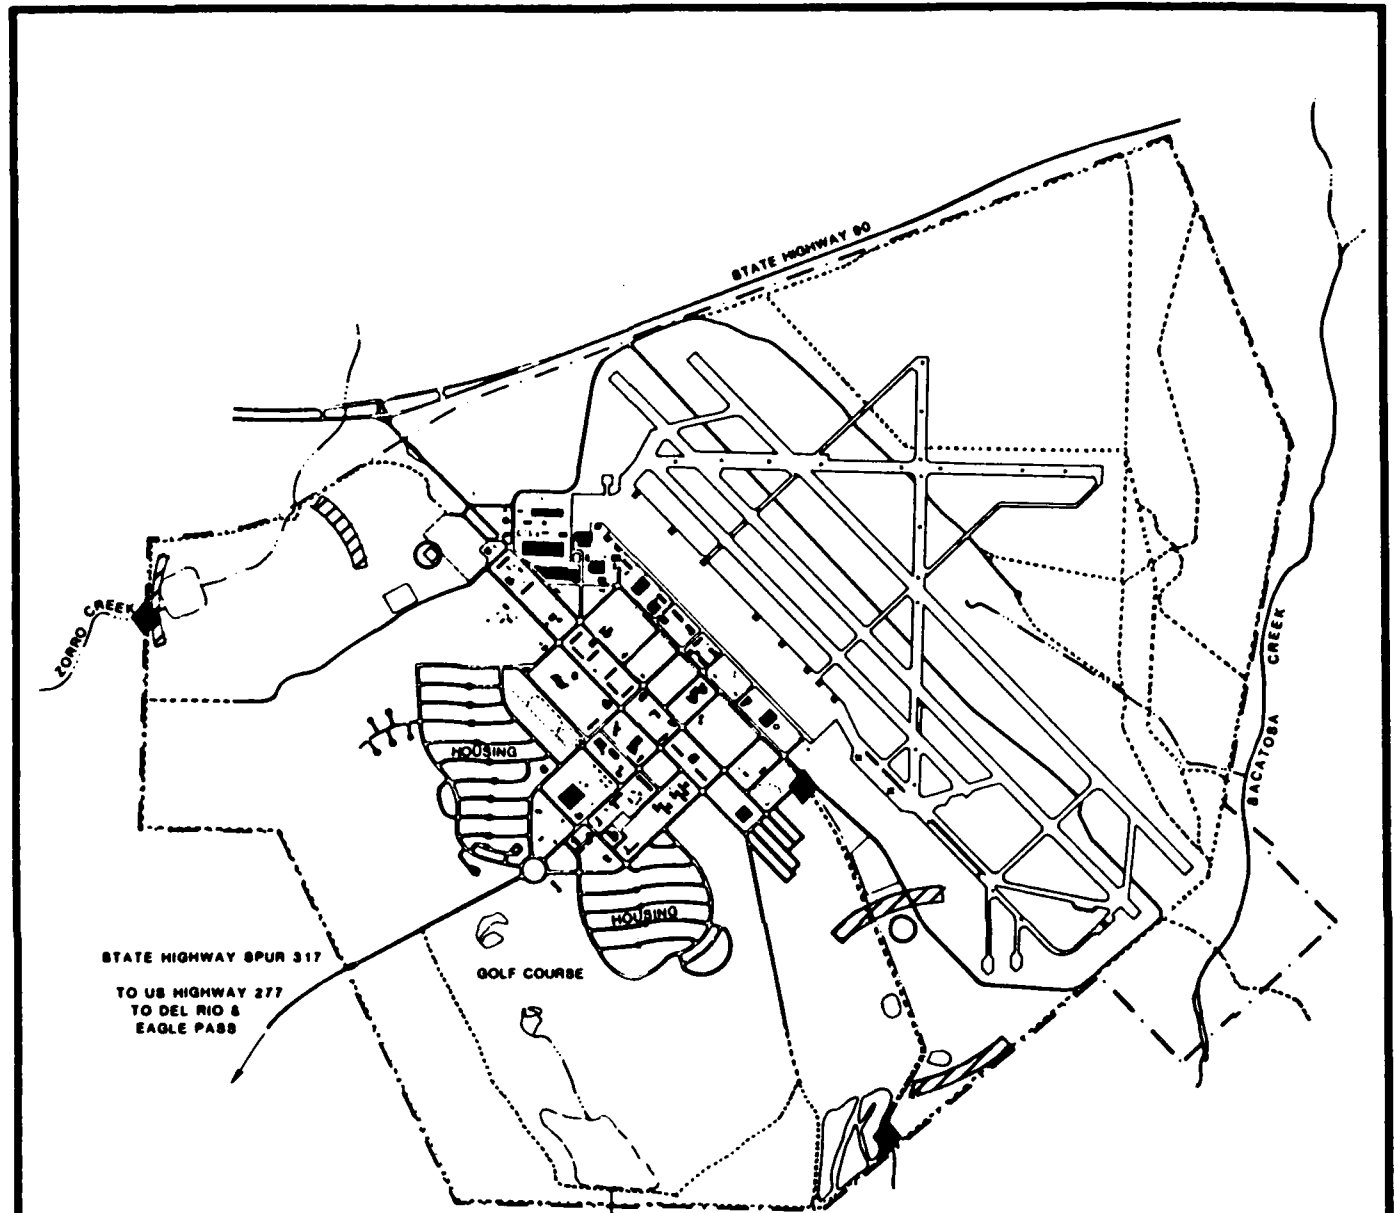 STATE HIGHWAY 90
ZORRO CREEK
HOUSING
SACATOSA CREEK
HOUSING
STATE HIGHWAY SPUR 317
GOLF COURSE
TO US HIGHWAY 277
TO DEL RIO &
EAGLE PASS